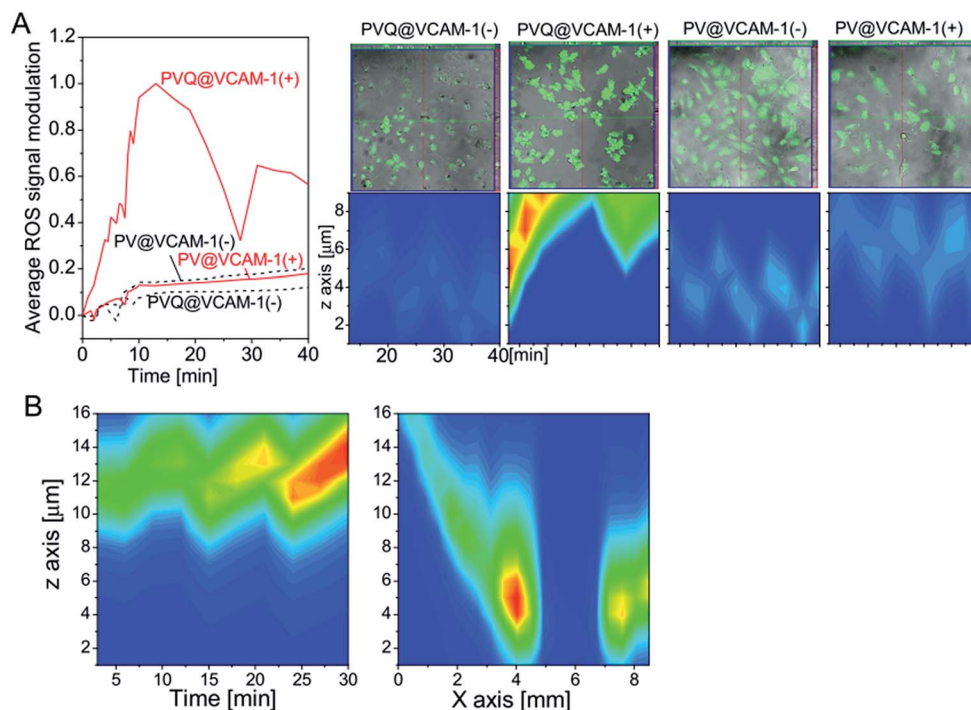 A
Average ROS signal modulation
1.2
1.0
0.8
0.6
0.4
0.2
0.0
PVQ@VCAM-1(+)
PV@VCAM-1(-)
PV@VCAM-1(+)
PVQ@VCAM-1(-)
0 10 20 30 40
Time [min]
PVQ@VCAM-1(-) PVQ@VCAM-1(+) PV@VCAM-1(-) PV@VCAM-1(+)
z axis [µm]
8
6
4
2
20 30 40[min]
B
z axis [µm]
16
14
12
10
8
6
4
2
5 10 15 20 25 30
Time [min]
16
14
12
10
8
6
4
2
0 2 4 6 8
X axis [mm]